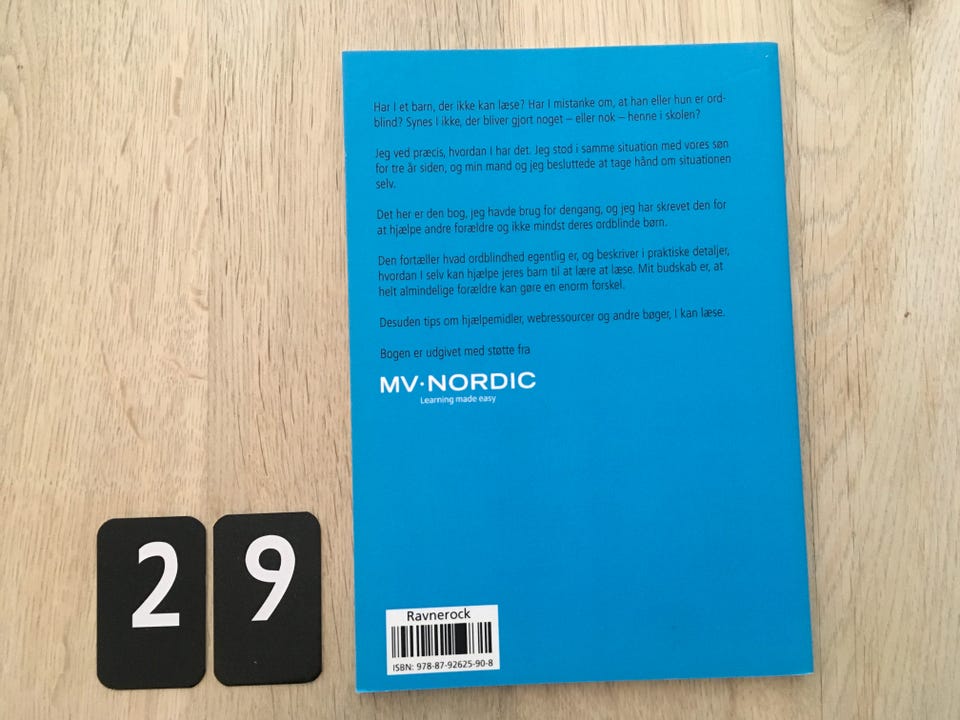 Har I et barn, der ikke kan læse? Har I mistanke om, at han eller hun er ord-
blind? Synes I ikke, der bliver gjort noget – eller nok – henne i skolen?
Jeg ved præcis, hvordan I har det. Jeg stod i samme situation med vores søn
for tre år siden, og min mand og jeg besluttede at tage hånd om situationen
selv.
Det her er den bog, jeg havde brug for dengang, og jeg har skrevet den for
at hjælpe andre forældre og ikke mindst deres ordblinde børn.
Den fortæller hvad ordblindhed egentlig er, og beskriver i praktiske detaljer,
hvordan I selv kan hjælpe jeres barn til at lære at læse. Mit budskab er, at
helt almindelige forældre kan gøre en enorm forskel.
Desuden tips om hjælpemidler, webressourcer og andre bøger, I kan læse.
Bogen er udgivet med støtte fra
MV·NORDIC
Learning made easy
29
Ravnerock
ISBN: 978-87-92625-90-8